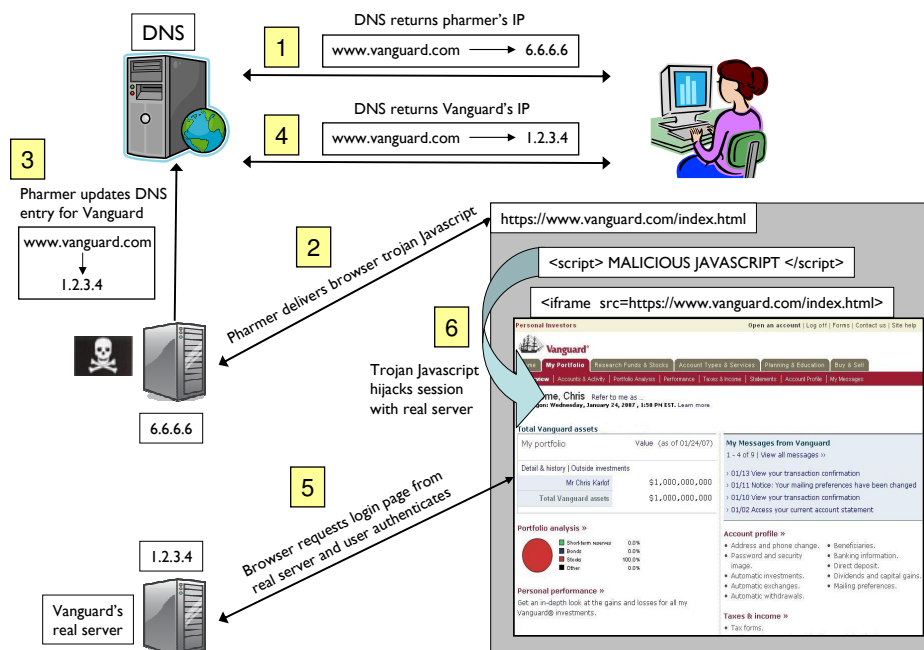 DNS
1
DNS returns pharmer's IP
www.vanguard.com 6.6.6.6
4
DNS returns Vanguard's IP
www.vanguard.com 1.2.3.4
3
Pharmer updates DNS
entry for Vanguard
www.vanguard.com
1.2.3.4
2
Pharmer delivers browser trojan Javascript
6.6.6.6
5
Browser requests login page from
real server and user authenticates
1.2.3.4
Vanguard's
real server
6
Trojan Javascript
hijacks session
with real server
https://www.vanguard.com/index.html
<script> MALICIOUS JAVASCRIPT </script>
<iframe src=https://www.vanguard.com/index.html>
Personal Investors
Open an account | Log off | Forms | Contact us | Site help
Vanguard®
My Portfolio Research Funds & Stocks Account Types & Services Planning & Education Buy & Sell
Accounts & Activity | Portfolio Analysis | Performance | Taxes & Income | Statements | Account Profile | My Messages
me, Chris Refer to me as ...
gon: Wednesday, January 24, 2007 , 1:50 PM EST. Learn more
Total Vanguard assets
My portfolio Value (as of 01/24/07)
Detail & history | Outside investments
Mr Chris Karlof $1,000,000,000
Total Vanguard assets $1,000,000,000
Portfolio analysis »
Short-term reserves 0.0%
Bonds 0.0%
Stocks 100.0%
Other 0.0%
Personal performance »
Get an in-depth look at the gains and losses for all my
Vanguard® investments.
My Messages from Vanguard
1 - 4 of 9 | View all messages ››
› 01/13 View your transaction confirmation
› 01/11 Notice: Your mailing preferences have been changed
› 01/10 View your transaction confirmation
› 01/02 Access your current account statement
Account profile »
• Address and phone change.
• Password and security
image.
• Automatic investments.
• Automatic exchanges.
• Automatic withdrawals.
• Beneficiaries.
• Banking information.
• Direct deposit.
• Dividends and capital gains.
• Mailing preferences.
Taxes & income »
• Tax forms.